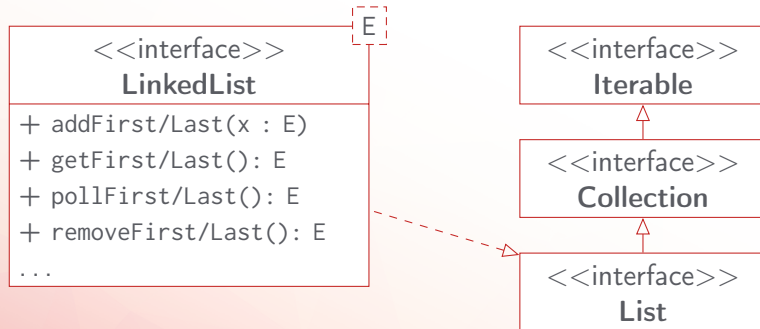 E
<<interface>>
LinkedList
+ addFirst/Last(x : E)
+ getFirst/Last(): E
+ pollFirst/Last(): E
+ removeFirst/Last(): E
...
<<interface>>
Iterable
<<interface>>
Collection
<<interface>>
List